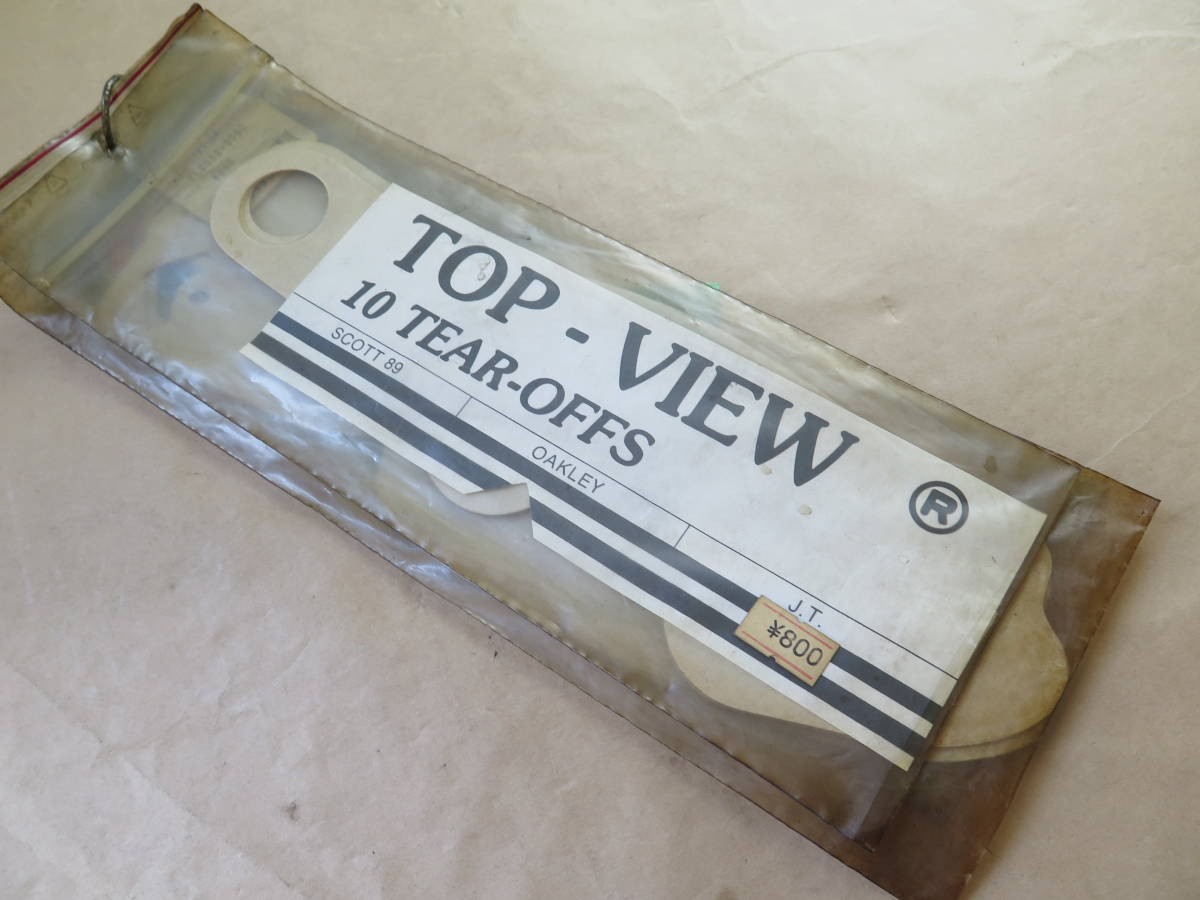 TOP - VIEW ®
10 TEAR-OFFS
SCOTT 89
OAKLEY
J.T.
¥800